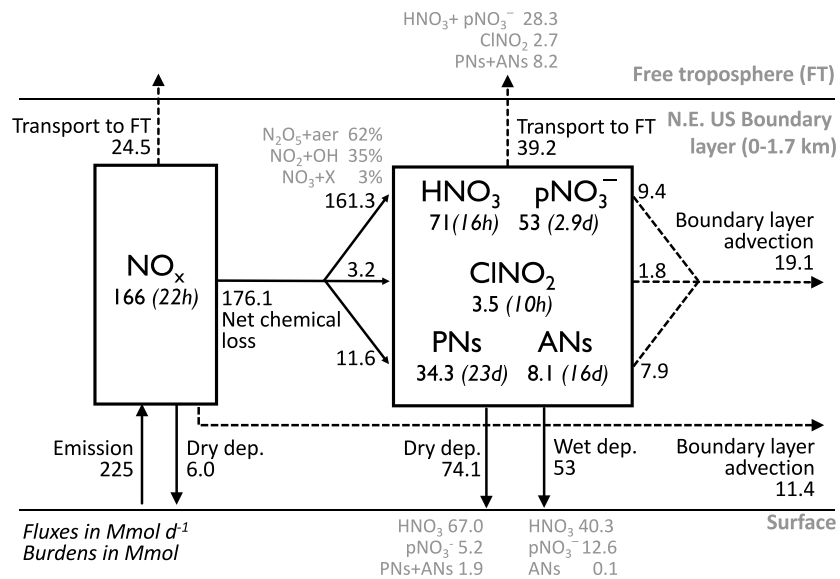 HNO₃+ pNO₃⁻ 28.3
ClNO₂ 2.7
PNs+ANs 8.2
Free troposphere (FT)
N.E. US Boundary
layer (0-1.7 km)
Transport to FT
24.5
N₂O₅+aer 62%
NO₂+OH 35%
NO₃+X 3%
Transport to FT
39.2
161.3
HNO₃ pNO₃⁻
71(16h) 53 (2.9d)
9.4
Boundary layer
advection
19.1
NOₓ
166 (22h)
176.1
Net chemical
loss
3.2
ClNO₂
3.5 (10h)
1.8
11.6
PNs ANs
34.3 (23d) 8.1 (16d)
7.9
Emission
225
Dry dep.
6.0
Dry dep.
74.1
Wet dep.
53
Boundary layer
advection
11.4
Surface
Fluxes in Mmol d⁻¹
Burdens in Mmol
HNO₃ 67.0
pNO₃⁻ 5.2
PNs+ANs 1.9
HNO₃ 40.3
pNO₃⁻ 12.6
ANs 0.1